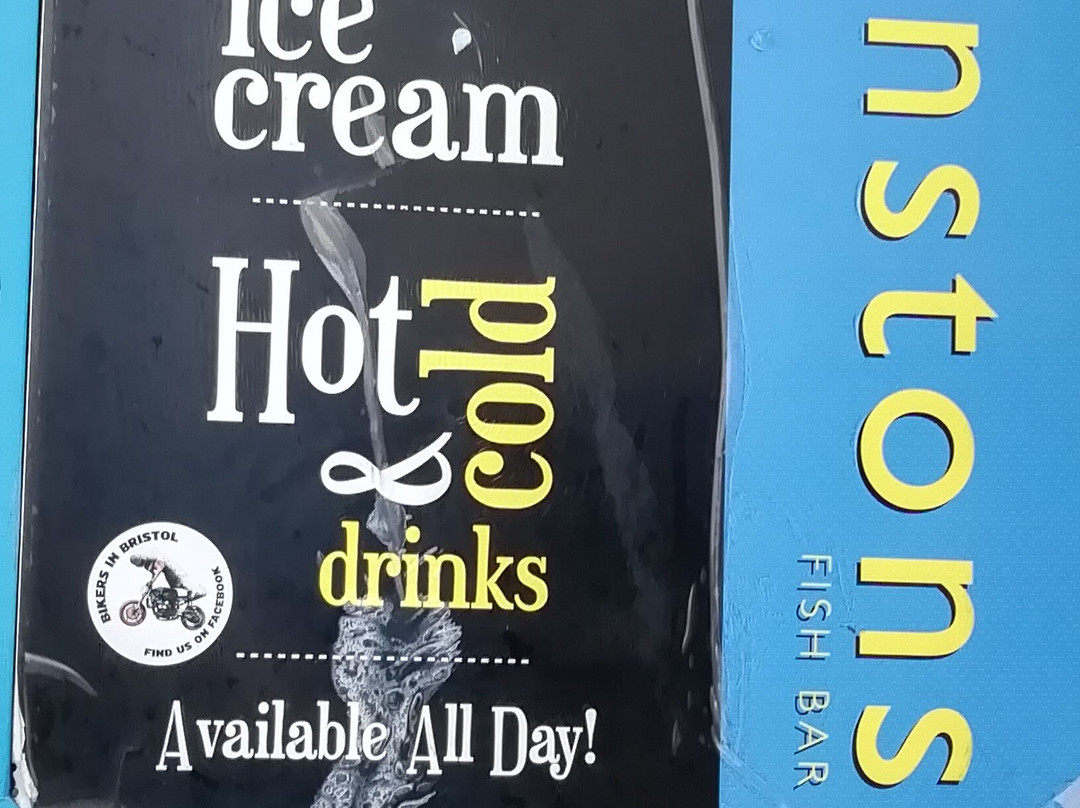 ice
cream
Hot
& cold
drinks
BIKERS IN BRISTOL
FIND US ON FACEBOOK
Available All Day!
nstons
FISH BAR